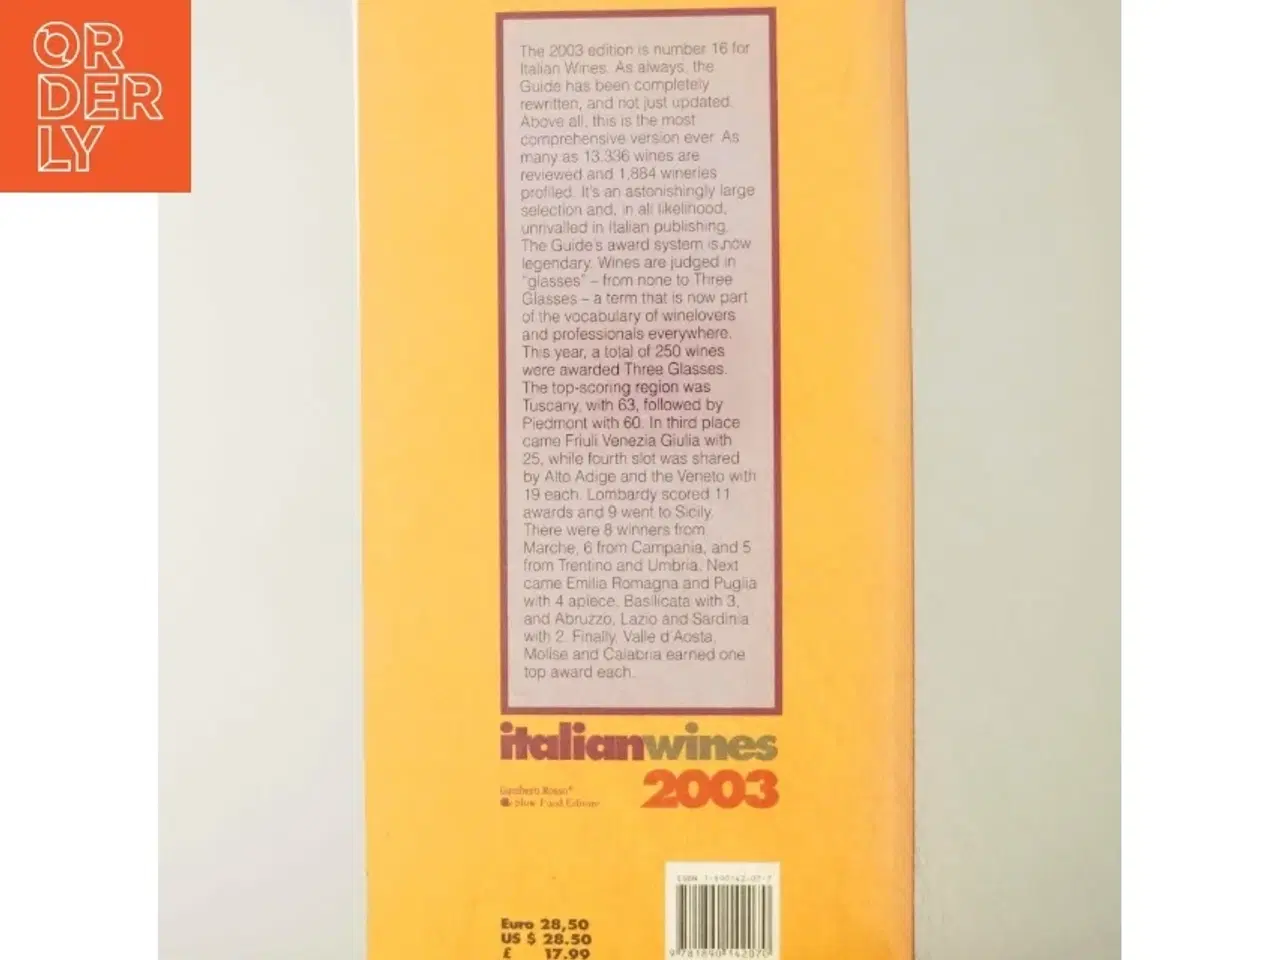 OR
DER
LY
The 2003 edition is number 16 for
Italian Wines. As always, the
Guide has been completely
rewritten, and not just updated.
Above all, this is the most
comprehensive version ever. As
many as 13.336 wines are
reviewed and 1,884 wineries
profiled. It's an astonishingly large
selection and, in all likelihood,
unrivalled in Italian publishing.
The Guide's award system is now
legendary. Wines are judged in
"glasses" – from none to Three
Glasses – a term that is now part
of the vocabulary of winelovers
and professionals everywhere.
This year, a total of 250 wines
were awarded Three Glasses.
The top-scoring region was
Tuscany, with 63, followed by
Piedmont with 60. In third place
came Friuli Venezia Giulia with
25, while fourth slot was shared
by Alto Adige and the Veneto with
19 each. Lombardy scored 11
awards and 9 went to Sicily.
There were 8 winners from
Marche, 6 from Campania, and 5
from Trentino and Umbria. Next
came Emilia Romagna and Puglia
with 4 apiece, Basilicata with 3,
and Abruzzo, Lazio and Sardinia
with 2. Finally, Valle d'Aosta,
Molise and Calabria earned one
top award each.
italianwines
2003
Gambero Rosso®
Slow Food Editore
ISBN 1-890142-07-7
9 781890 142070
Euro 28,50
US $ 28.50
£ 17.99